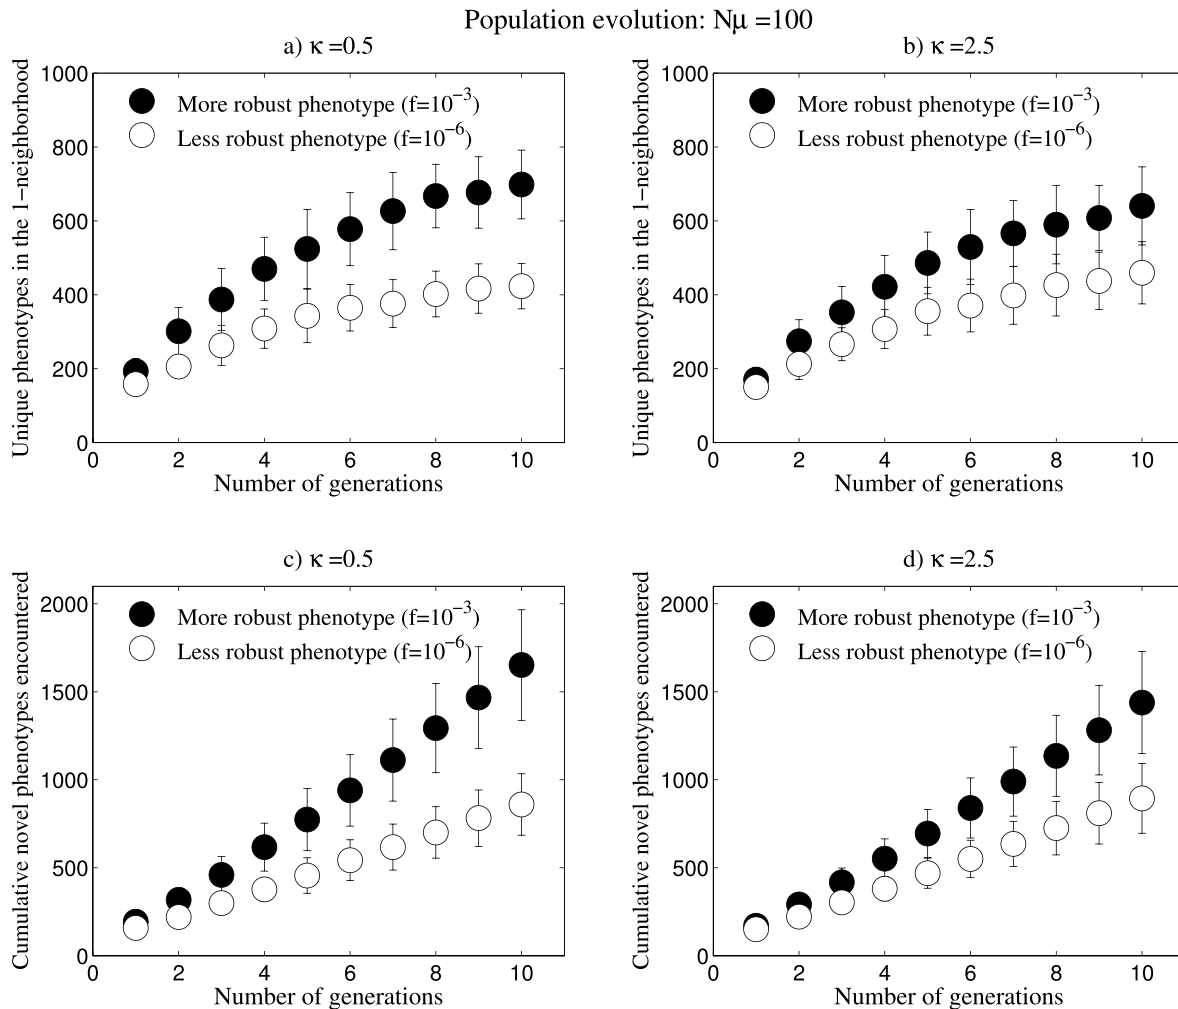 Population evolution: Nμ =100
a) κ =0.5
Unique phenotypes in the 1−neighborhood
1000
800
600
400
200
0
More robust phenotype (f=10⁻³)
Less robust phenotype (f=10⁻⁶)
0 2 4 6 8 10
Number of generations
b) κ =2.5
Unique phenotypes in the 1−neighborhood
1000
800
600
400
200
0
More robust phenotype (f=10⁻³)
Less robust phenotype (f=10⁻⁶)
0 2 4 6 8 10
Number of generations
c) κ =0.5
Cumulative novel phenotypes encountered
2000
1500
1000
500
0
More robust phenotype (f=10⁻³)
Less robust phenotype (f=10⁻⁶)
0 2 4 6 8 10
Number of generations
d) κ =2.5
Cumulative novel phenotypes encountered
2000
1500
1000
500
0
More robust phenotype (f=10⁻³)
Less robust phenotype (f=10⁻⁶)
0 2 4 6 8 10
Number of generations